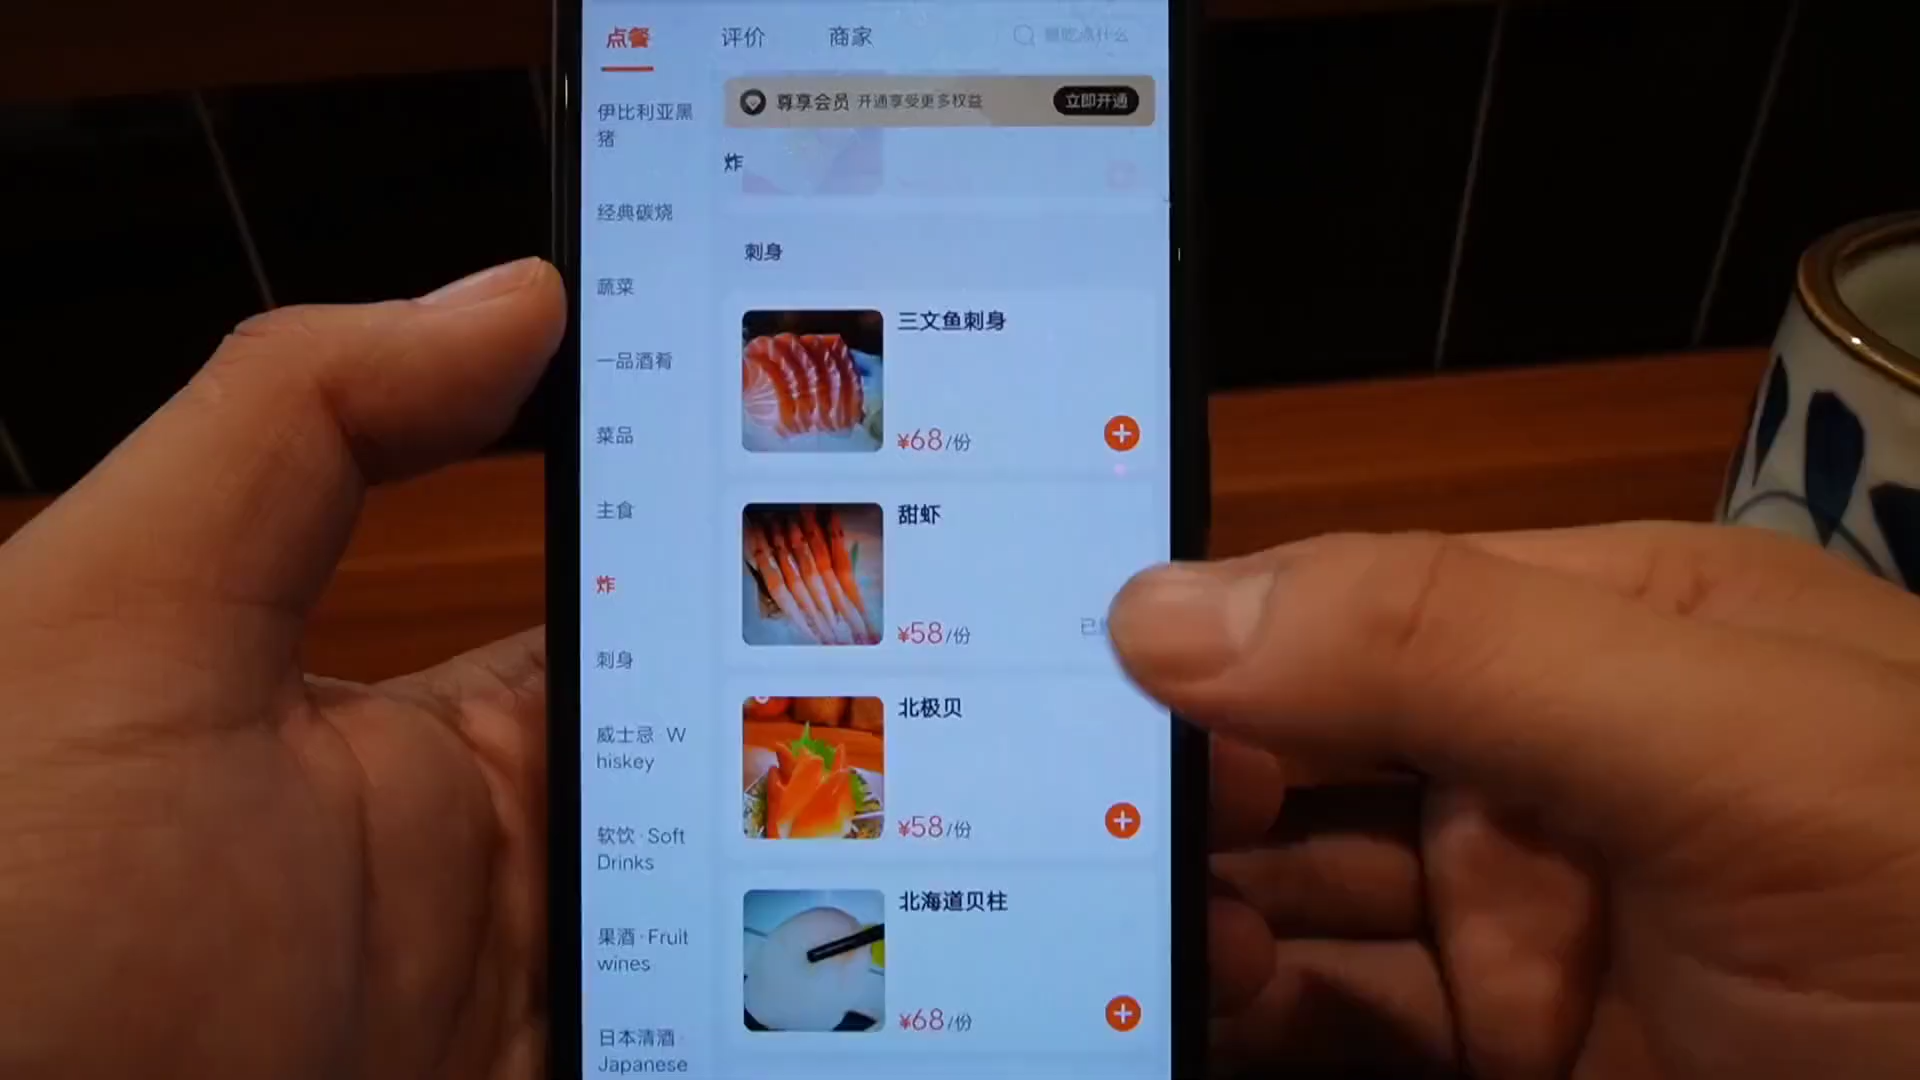 点餐
评价
商家
尊享会员 开通享受更多权益
立即开通
炸
刺身
伊比利亚黑
猪
经典碳烧
蔬菜
一品酒肴
菜品
主食
炸
刺身
威士忌·W
hiskey
软饮·Soft
Drinks
果酒·Fruit
wines
日本清酒·
Japanese
三文鱼刺身
¥68/份
甜虾
¥58/份
已
北极贝
¥58/份
北海道贝柱
¥68/份